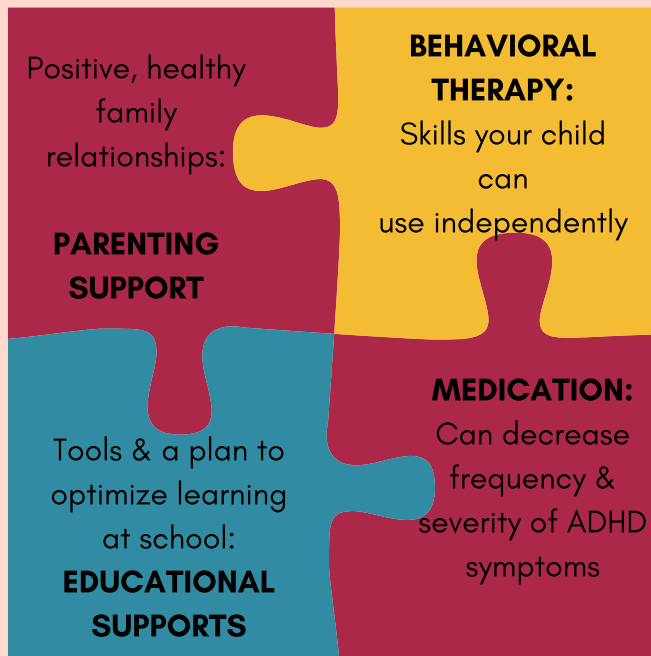 Positive, healthy
family
relationships:
PARENTING
SUPPORT
BEHAVIORAL
THERAPY:
Skills your child
can
use independently
Tools & a plan to
optimize learning
at school:
EDUCATIONAL
SUPPORTS
MEDICATION:
Can decrease
frequency &
severity of ADHD
symptoms